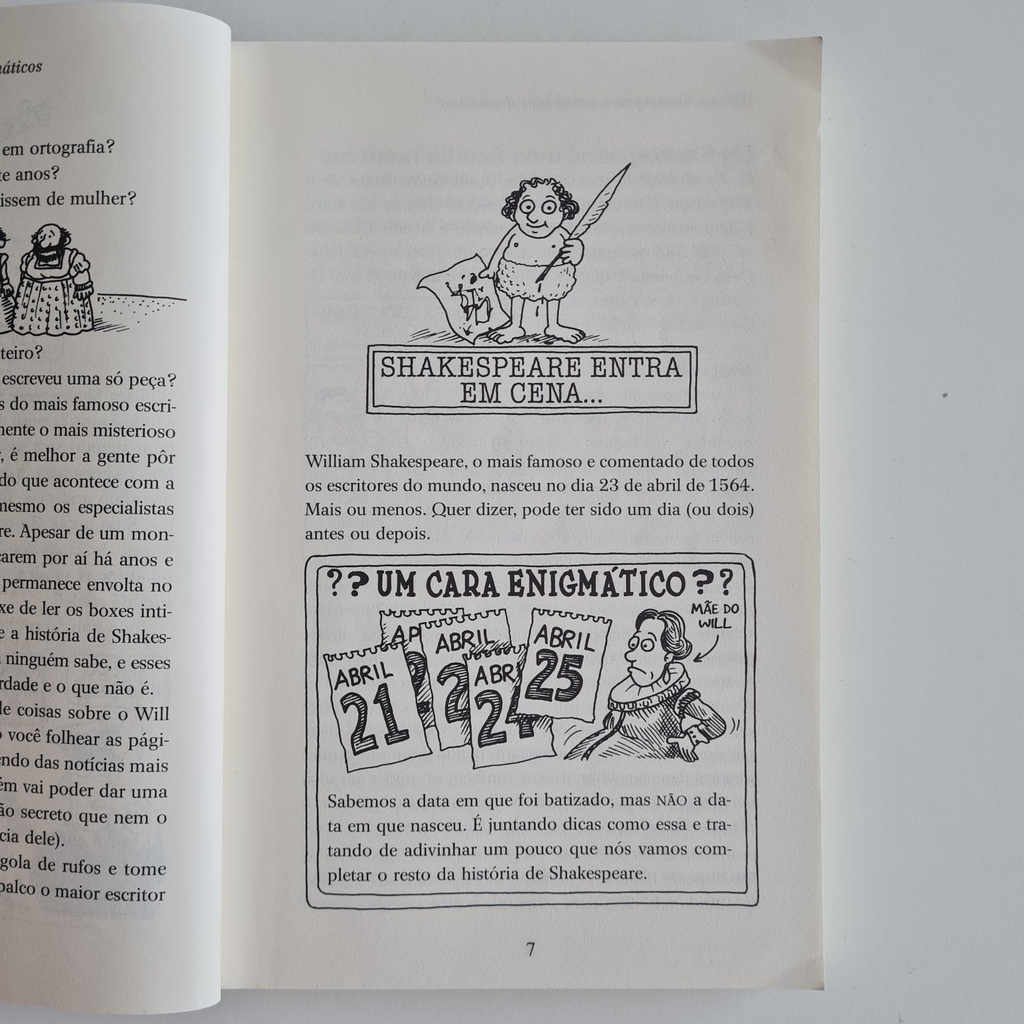 áticos
em ortografia?
te anos?
issem de mulher?
teiro?
escreveu uma só peça?
s do mais famoso escri-
mente o mais misterioso
, é melhor a gente pôr
do que acontece com a
mesmo os especialistas
re. Apesar de um mon-
carem por aí há anos e
permanece envolta no
xe de ler os boxes inti-
e a história de Shakes-
ninguém sabe, e esses
rdade e o que não é.
de coisas sobre o Will
o você folhear as pági-
endo das notícias mais
ém vai poder dar uma
ão secreto que nem o
cia dele).
gola de rufos e tome
palco o maior escritor
SHAKESPEARE ENTRA
EM CENA...
William Shakespeare, o mais famoso e comentado de todos
os escritores do mundo, nasceu no dia 23 de abril de 1564.
Mais ou menos. Quer dizer, pode ter sido um dia (ou dois)
antes ou depois.
?? UM CARA ENIGMÁTICO ??
MÃE DO
WILL
ABRIL
21
AP
2
ABRIL
2
ABR
24
ABRIL
25
Sabemos a data em que foi batizado, mas NÃO a da-
ta em que nasceu. É juntando dicas como essa e tra-
tando de adivinhar um pouco que nós vamos com-
pletar o resto da história de Shakespeare.
7